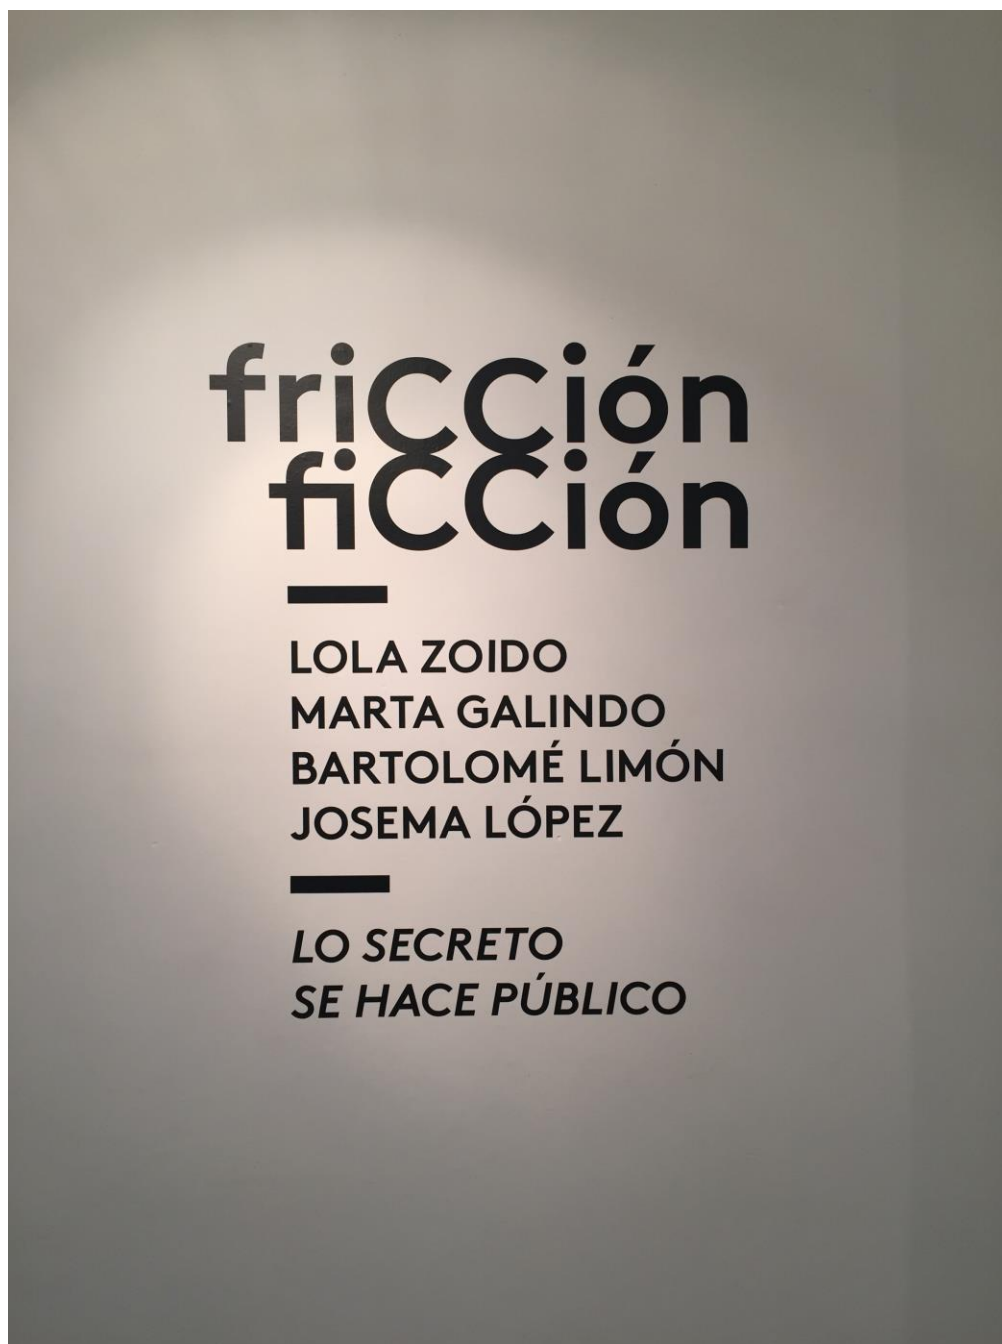 friCCión
fiCCión
LOLA ZOIDO
MARTA GALINDO
BARTOLOMÉ LIMÓN
JOSEMA LÓPEZ
LO SECRETO
SE HACE PÚBLICO